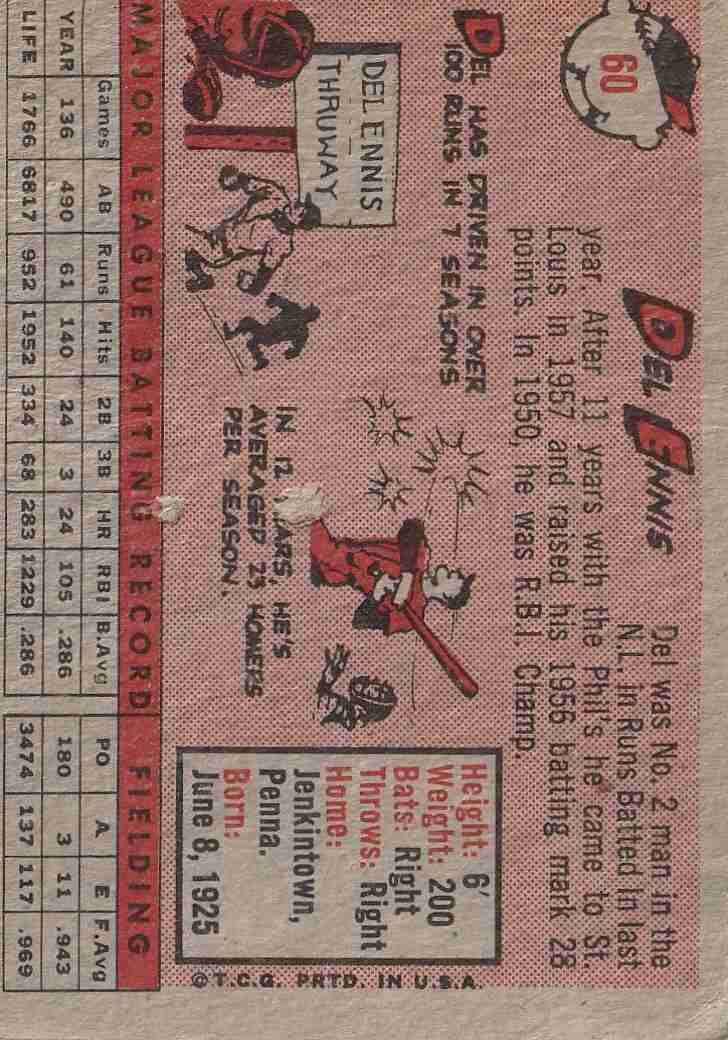 60
DEL ENNIS
Del was No. 2 man in the
N.L. in Runs Batted in last
year. After 11 years with the Phil's he came to St.
Louis in 1957 and raised his 1956 batting mark 28
points. In 1950, he was R.B.I. Champ.
DEL HAS DRIVEN IN OVER
100 RUNS IN 7 SEASONS
DEL ENNIS
THRUWAY
IN 12 YEARS, HE'S
AVERAGED 23 HOMERS
PER SEASON.
Height: 6'
Weight: 200
Bats: Right
Throws: Right
Home:
Jenkintown,
Penna.
Born:
June 8, 1925
© T.C.G. PRTD. IN U.S.A.
MAJOR LEAGUE BATTING RECORD FIELDING
Games AB Runs Hits 2B 3B HR RBI B.Avg PO A E F.Avg
YEAR 136 490 61 140 24 3 24 105 .286 180 3 11 .943
LIFE 1766 6817 952 1952 334 68 283 1229 .286 3474 137 117 .969